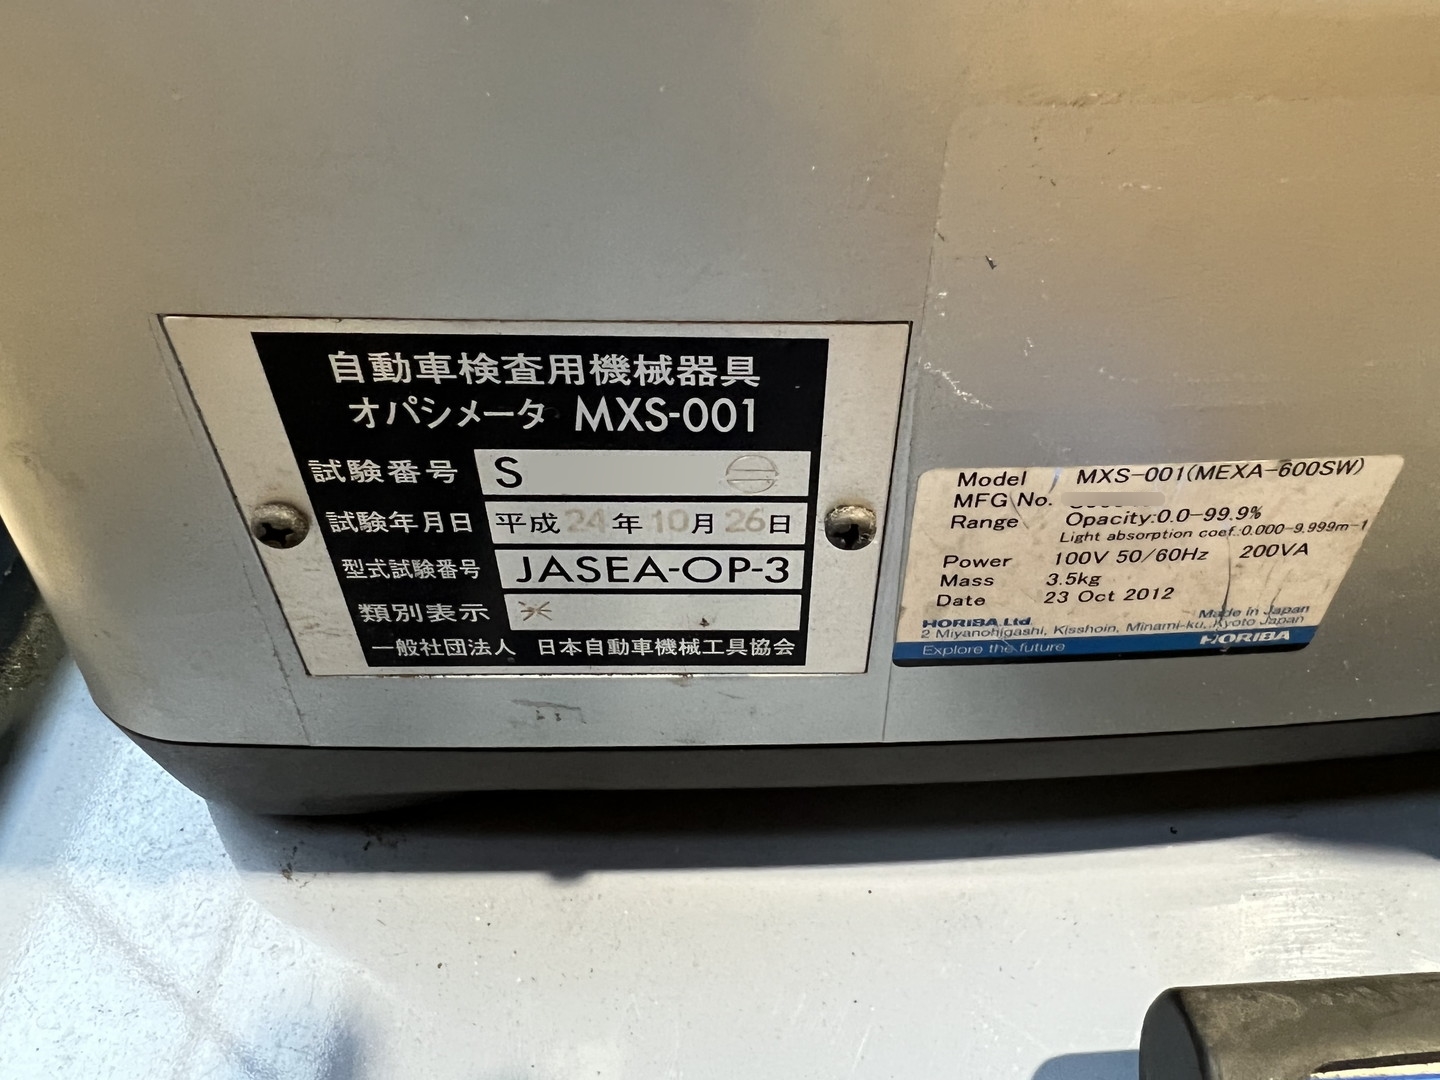 自動車検査用機械器具
オパシメータ MXS-001
試験番号 S
試験年月日 平成24年10月26日
型式試験番号 JASEA-OP-3
類別表示 ※
一般社団法人 日本自動車機械工具協会
Model MXS-001(MEXA-600SW)
MFG No.
Range Opacity:0.0-99.9%
Light absorption coef.:0.000-9.999m-1
Power 100V 50/60Hz 200VA
Mass 3.5kg
Date 23 Oct 2012
Made in Japan
HORIBA,Ltd.
2 Miyanohigashi, Kisshoin, Minami-ku, Kyoto Japan
Explore the future HORIBA